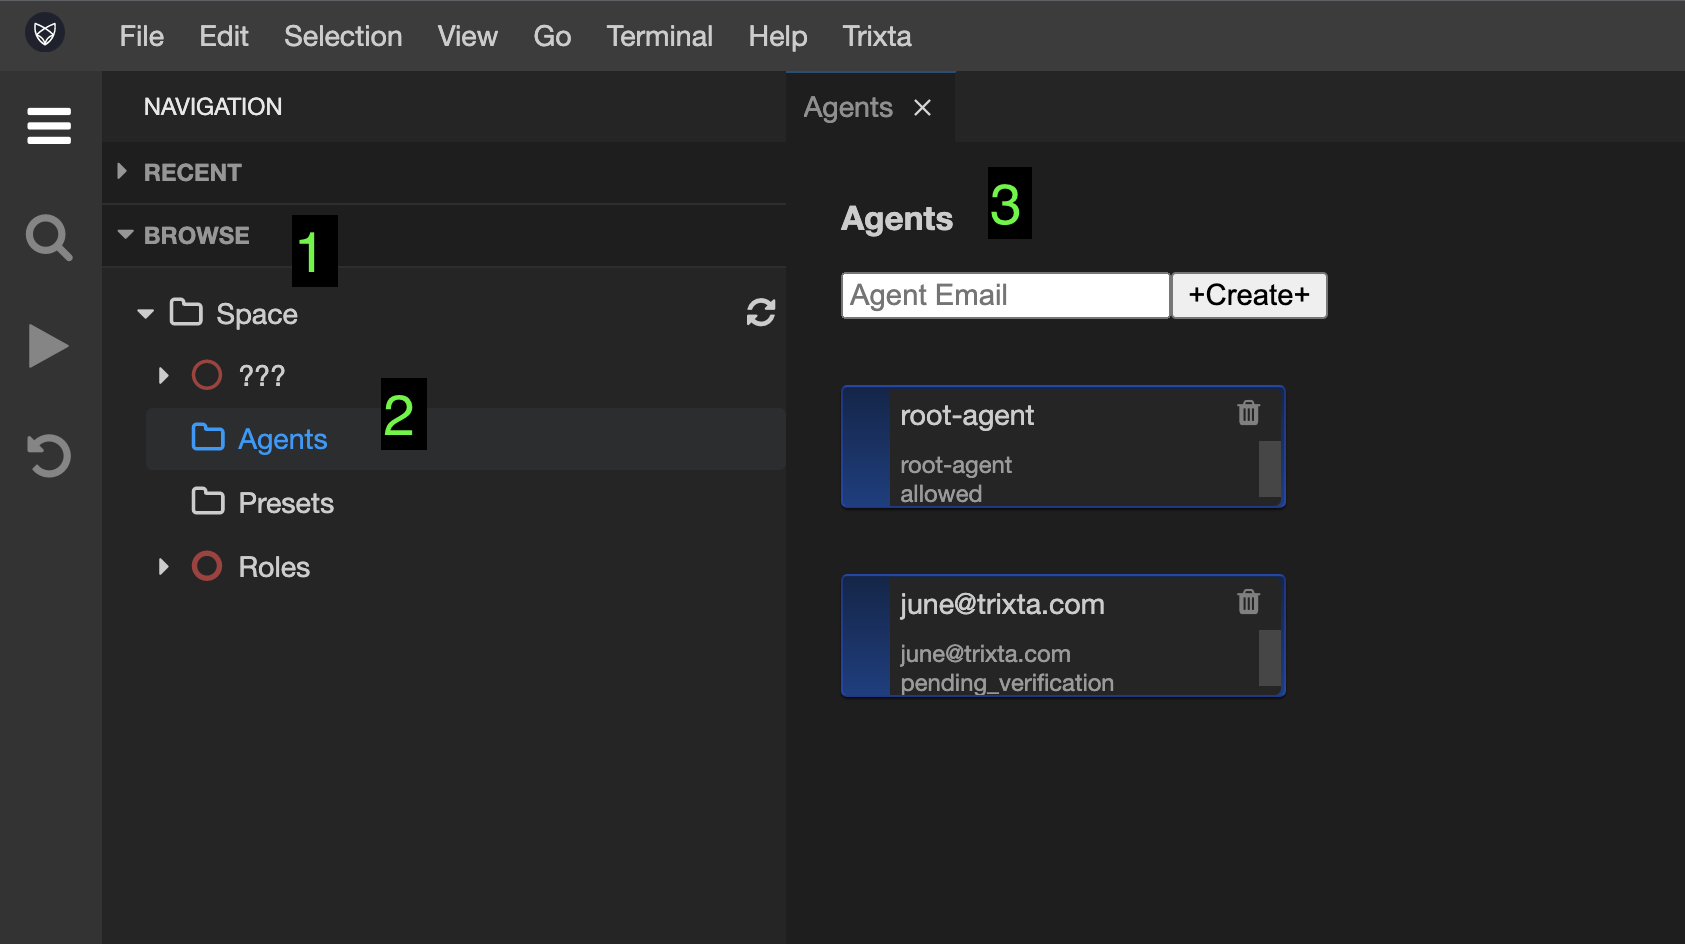 File Edit Selection View Go Terminal Help Trixta
NAVIGATION
RECENT
BROWSE
1
Space
???
Agents
2
Presets
Roles
Agents
Agents
3
Agent Email
+Create+
root-agent
root-agent
allowed
june@trixta.com
june@trixta.com
pending_verification